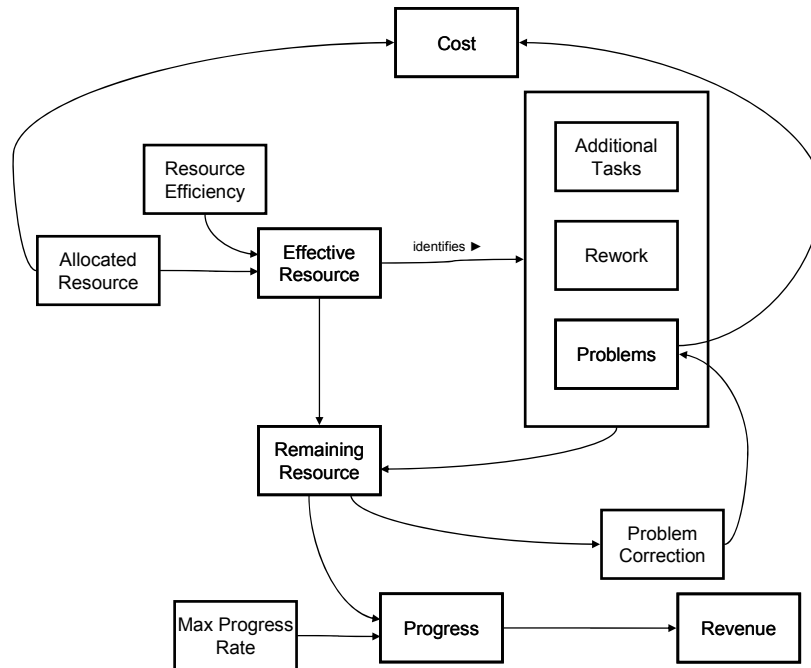 Cost
Additional
Tasks
Resource
Efficiency
Effective
Resource
identifies ►
Rework
Allocated
Resource
Problems
Remaining
Resource
Problem
Correction
Max Progress
Rate
Progress
Revenue